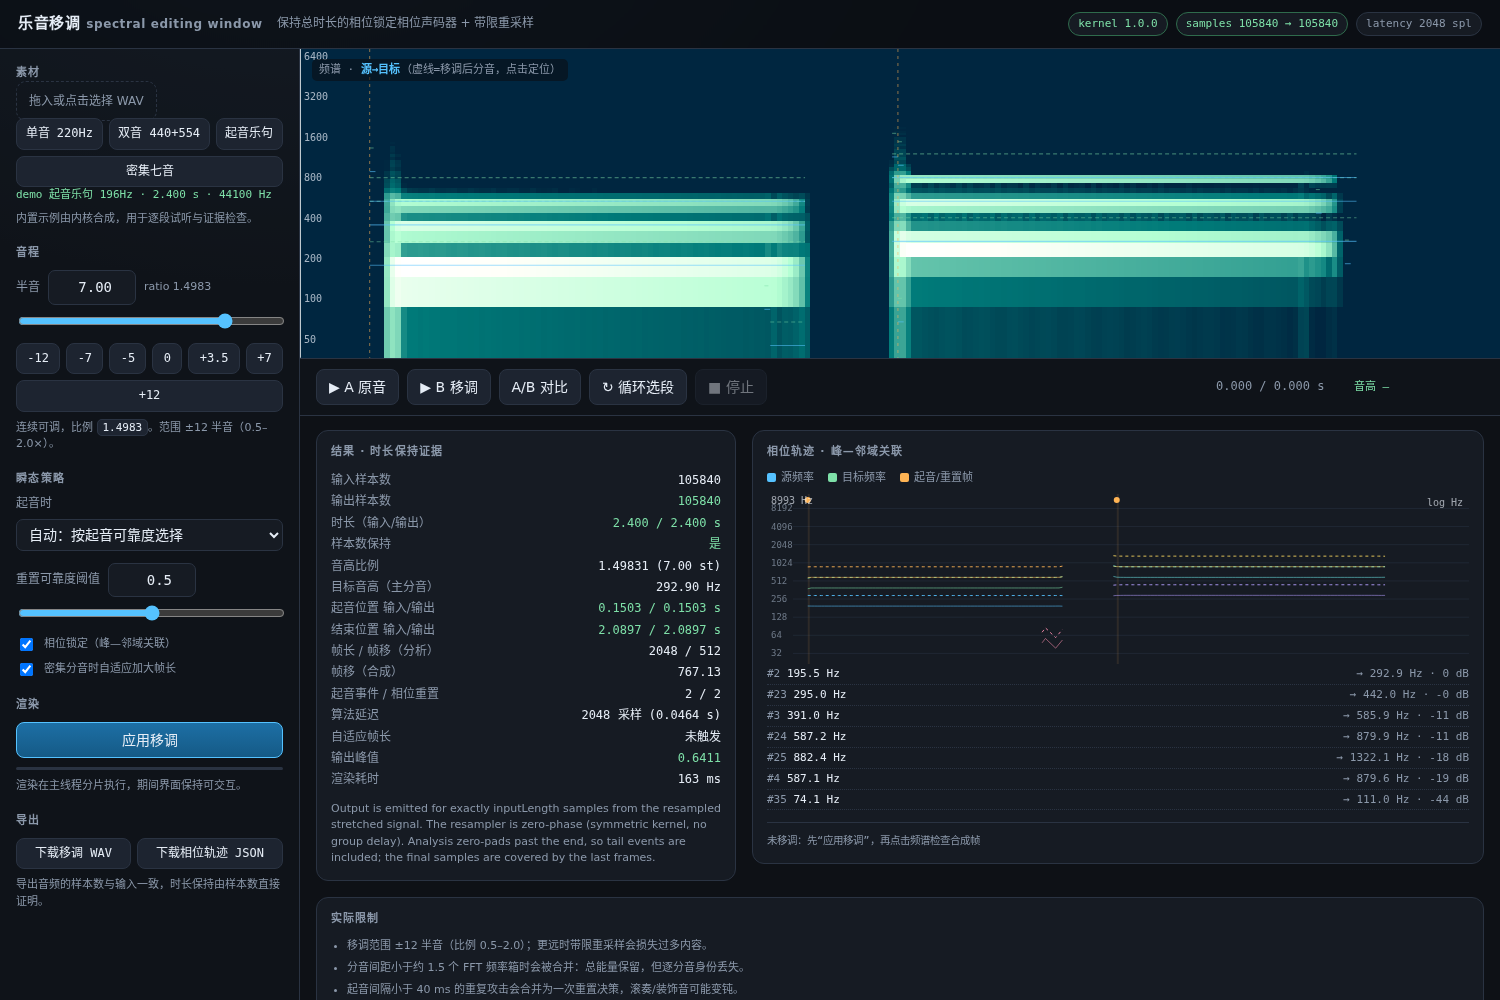 乐音移调 spectral editing window 保持总时长的相位锁定相位声码器 + 带限重采样
kernel 1.0.0
samples 105840 → 105840
latency 2048 spl
素材
拖入或点击选择 WAV
单音 220Hz
双音 440+554
起音乐句
密集七音
demo 起音乐句 196Hz · 2.400 s · 44100 Hz
内置示例由内核合成，用于逐段试听与证据检查。
音程
半音 7.00 ratio 1.4983
-12 -7 -5 0 +3.5 +7
+12
连续可调，比例 1.4983 。范围 ±12 半音（0.5–
2.0×）。
瞬态策略
起音时
自动：按起音可靠度选择
重置可靠度阈值 0.5
相位锁定（峰—邻域关联）
密集分音时自适应加大帧长
渲染
应用移调
渲染在主线程分片执行，期间界面保持可交互。
导出
下载移调 WAV
下载相位轨迹 JSON
导出音频的样本数与输入一致，时长保持由样本数直接
证明。
频谱 · 源→目标（虚线=移调后分音，点击定位）
6400
3200
1600
800
400
200
100
50
▶ A 原音
▶ B 移调
A/B 对比
↻ 循环选段
■ 停止
0.000 / 0.000 s
音高 —
结果 · 时长保持证据
输入样本数 105840
输出样本数 105840
时长（输入/输出） 2.400 / 2.400 s
样本数保持 是
音高比例 1.49831 (7.00 st)
目标音高（主分音） 292.90 Hz
起音位置 输入/输出 0.1503 / 0.1503 s
结束位置 输入/输出 2.0897 / 2.0897 s
帧长 / 帧移（分析） 2048 / 512
帧移（合成） 767.13
起音事件 / 相位重置 2 / 2
算法延迟 2048 采样 (0.0464 s)
自适应帧长 未触发
输出峰值 0.6411
渲染耗时 163 ms
Output is emitted for exactly inputLength samples from the resampled
stretched signal. The resampler is zero-phase (symmetric kernel, no
group delay). Analysis zero-pads past the end, so tail events are
included; the final samples are covered by the last frames.
相位轨迹 · 峰—邻域关联
源频率 目标频率 起音/重置帧
8993 Hz
log Hz
8192
4096
2048
1024
512
256
128
64
32
#2 195.5 Hz → 292.9 Hz · 0 dB
#23 295.0 Hz → 442.0 Hz · -0 dB
#3 391.0 Hz → 585.9 Hz · -11 dB
#24 587.2 Hz → 879.9 Hz · -11 dB
#25 882.4 Hz → 1322.1 Hz · -18 dB
#4 587.1 Hz → 879.6 Hz · -19 dB
#35 74.1 Hz → 111.0 Hz · -44 dB
未移调：先“应用移调”，再点击频谱检查合成帧
实际限制
• 移调范围 ±12 半音（比例 0.5–2.0）；更远时带限重采样会损失过多内容。
• 分音间距小于约 1.5 个 FFT 频率箱时会被合并：总能量保留，但逐分音身份丢失。
• 起音间隔小于 40 ms 的重复攻击会合并为一次重置决策，滚奏/装饰音可能变钝。